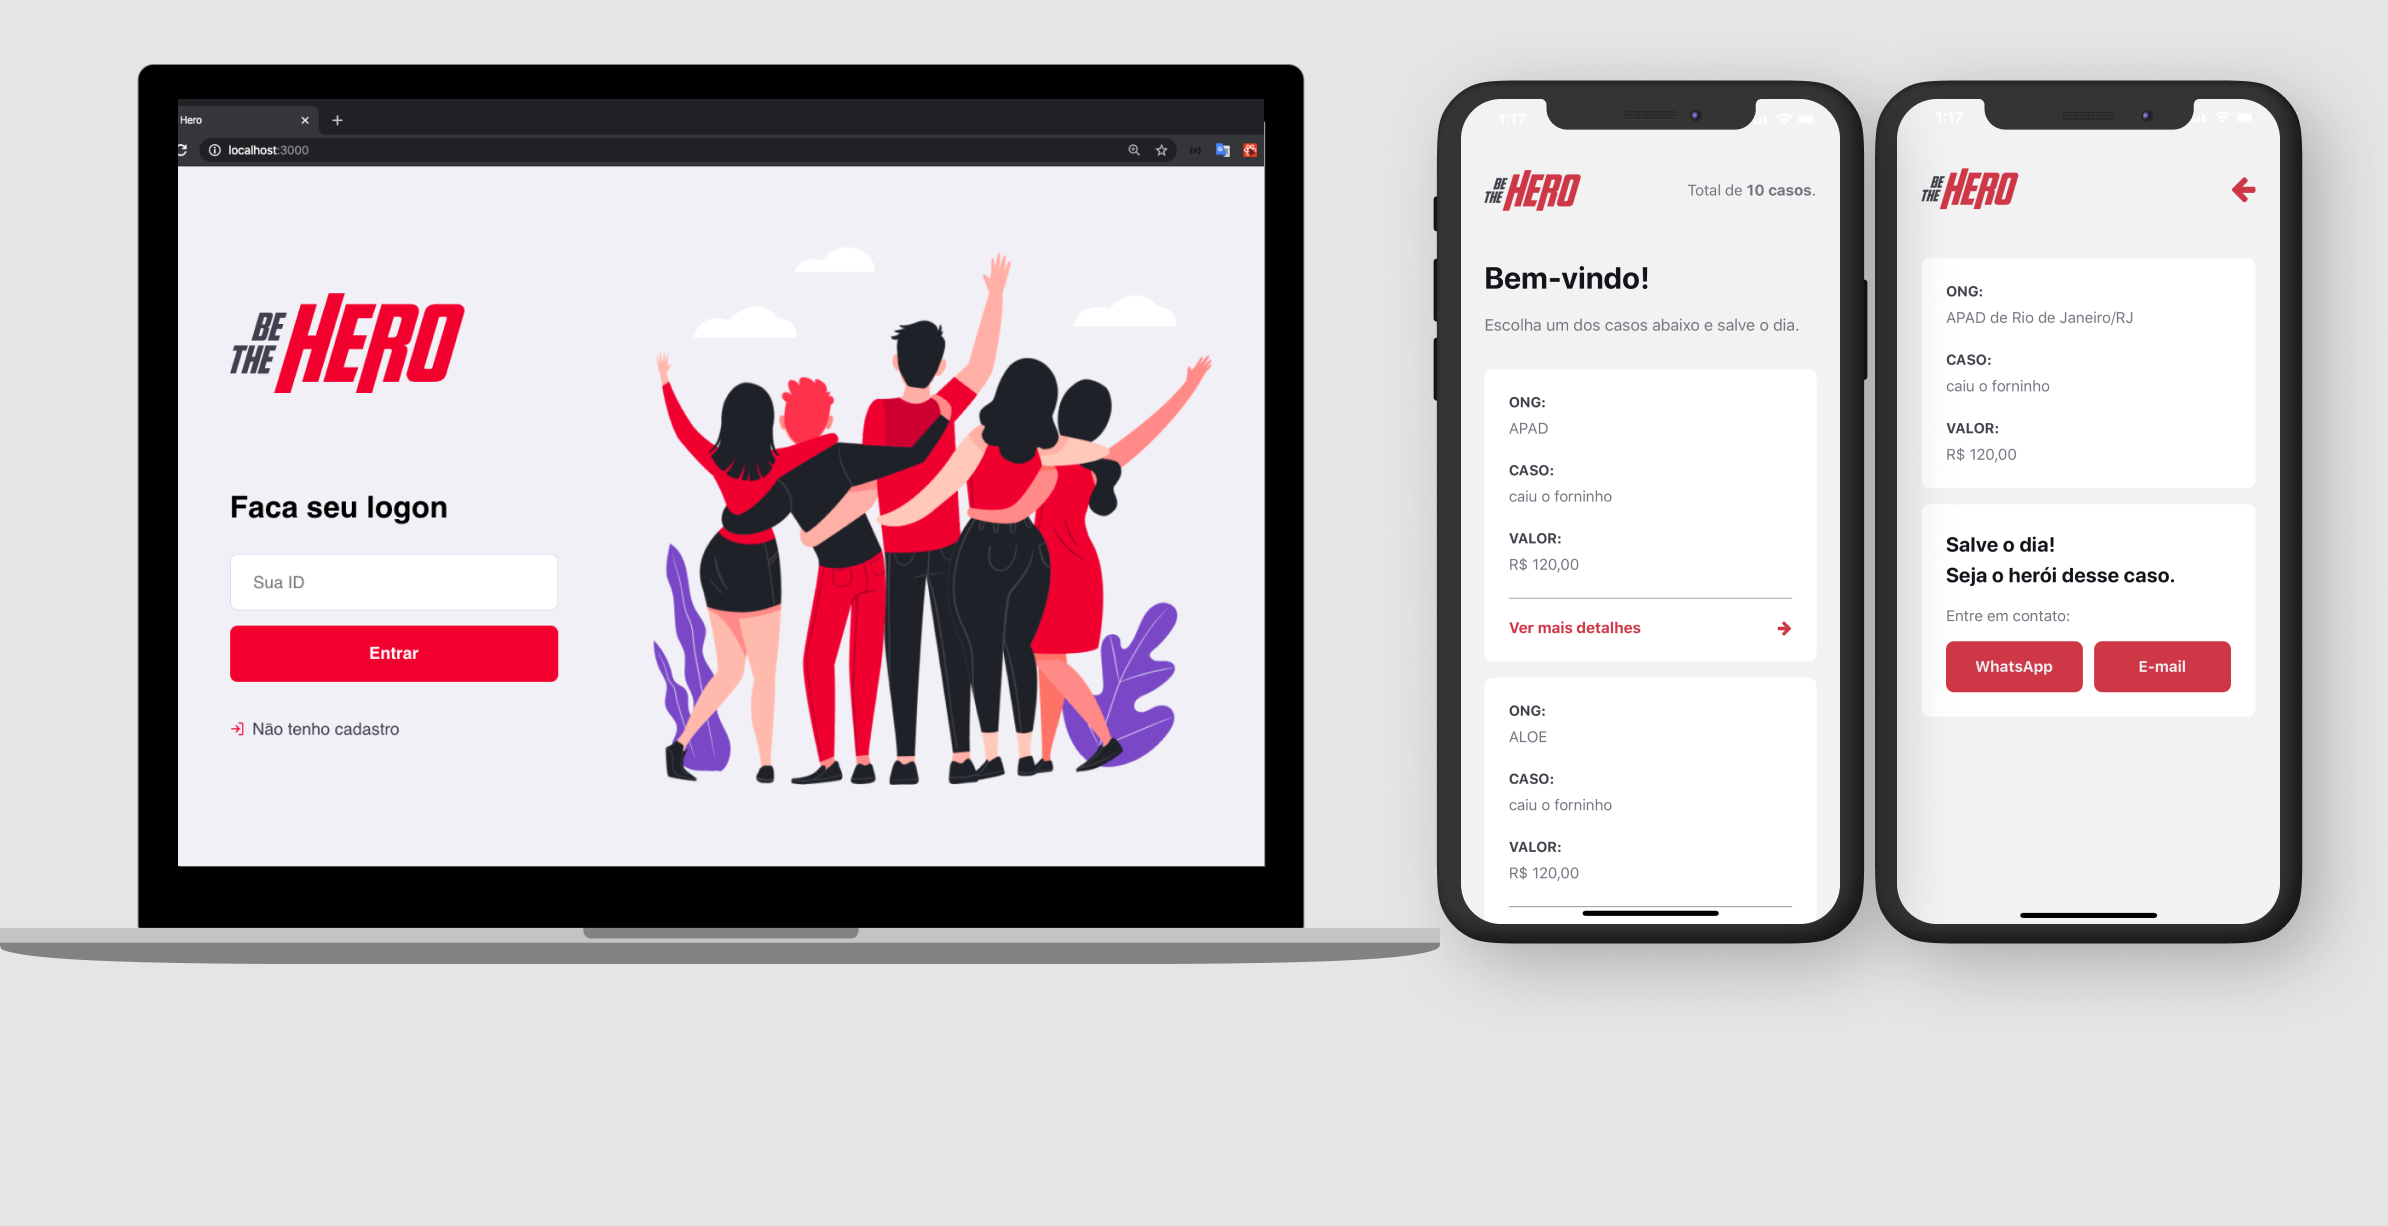 Hero
localhost:3000
BE
THE HERO
Faca seu logon
Sua ID
Entrar
Não tenho cadastro
1:17
BE
THE HERO
Total de 10 casos.
Bem-vindo!
Escolha um dos casos abaixo e salve o dia.
ONG:
APAD
CASO:
caiu o forninho
VALOR:
R$ 120,00
Ver mais detalhes
ONG:
ALOE
CASO:
caiu o forninho
VALOR:
R$ 120,00
1:17
BE
THE HERO
ONG:
APAD de Rio de Janeiro/RJ
CASO:
caiu o forninho
VALOR:
R$ 120,00
Salve o dia!
Seja o herói desse caso.
Entre em contato:
WhatsApp
E-mail